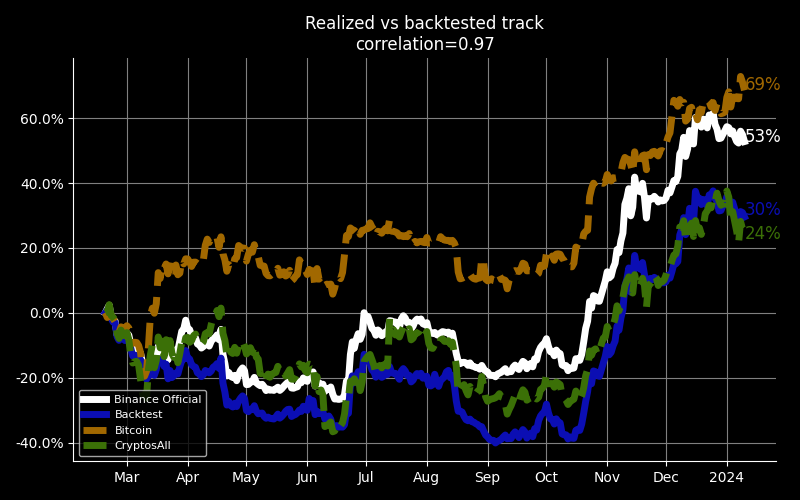 Realized vs backtested track
correlation=0.97
69%
60.0%
53%
40.0%
30%
24%
20.0%
0.0%
-20.0%
-40.0%
Binance Official
Backtest
Bitcoin
CryptosAll
Mar Apr May Jun Jul Aug Sep Oct Nov Dec 2024